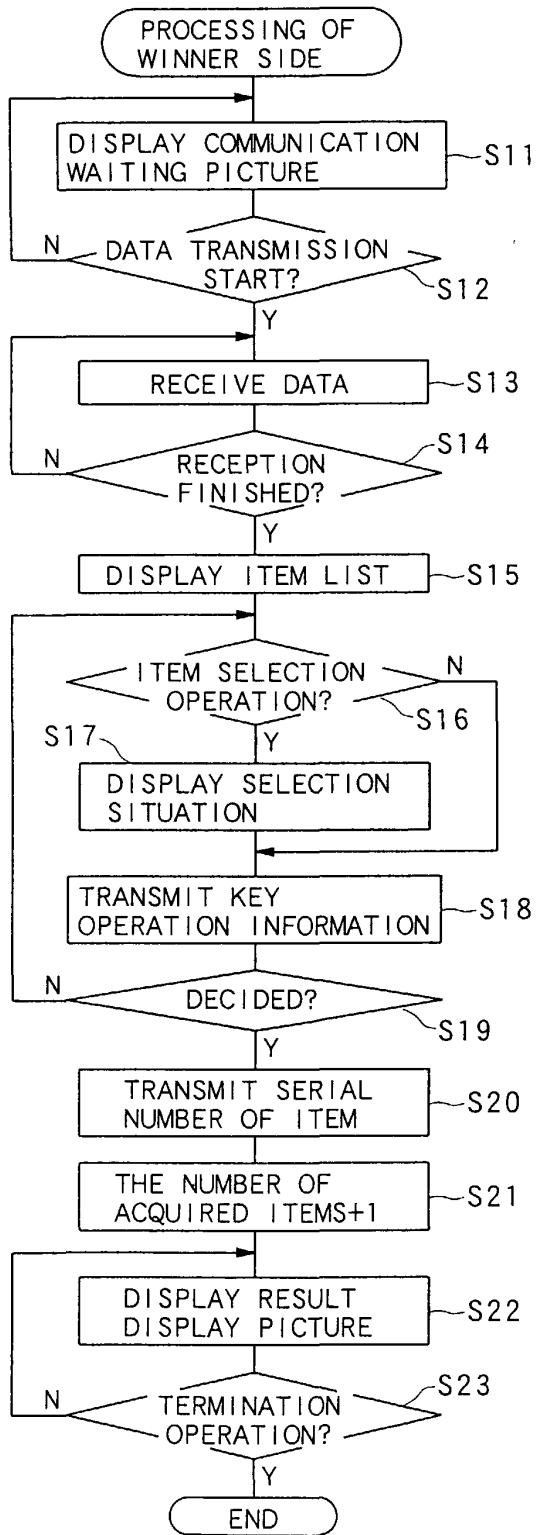 PROCESSING OF
WINNER SIDE
DISPLAY COMMUNICATION
WAITING PICTURE
S11
N
DATA TRANSMISSION
START?
S12
Y
RECEIVE DATA
S13
S14
N
RECEPTION
FINISHED?
Y
DISPLAY ITEM LIST
S15
ITEM SELECTION
OPERATION?
N
S16
S17
Y
DISPLAY SELECTION
SITUATION
TRANSMIT KEY
OPERATION INFORMATION
S18
N
DECIDED?
S19
Y
TRANSMIT SERIAL
NUMBER OF ITEM
S20
THE NUMBER OF
ACQUIRED ITEMS+1
S21
DISPLAY RESULT
DISPLAY PICTURE
S22
S23
N
TERMINATION
OPERATION?
Y
END